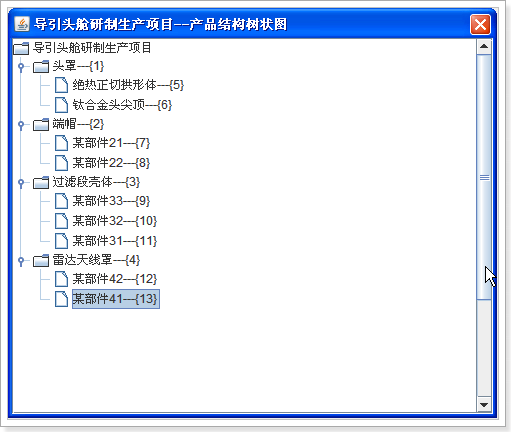 导引头舱研制生产项目---产品结构树状图
导引头舱研制生产项目
头罩---{1}
绝热正切拱形体---{5}
钛合金头尖顶---{6}
端帽---{2}
某部件21---{7}
某部件22---{8}
过滤段壳体---{3}
某部件33---{9}
某部件32---{10}
某部件31---{11}
雷达天线罩---{4}
某部件42---{12}
某部件41---{13}